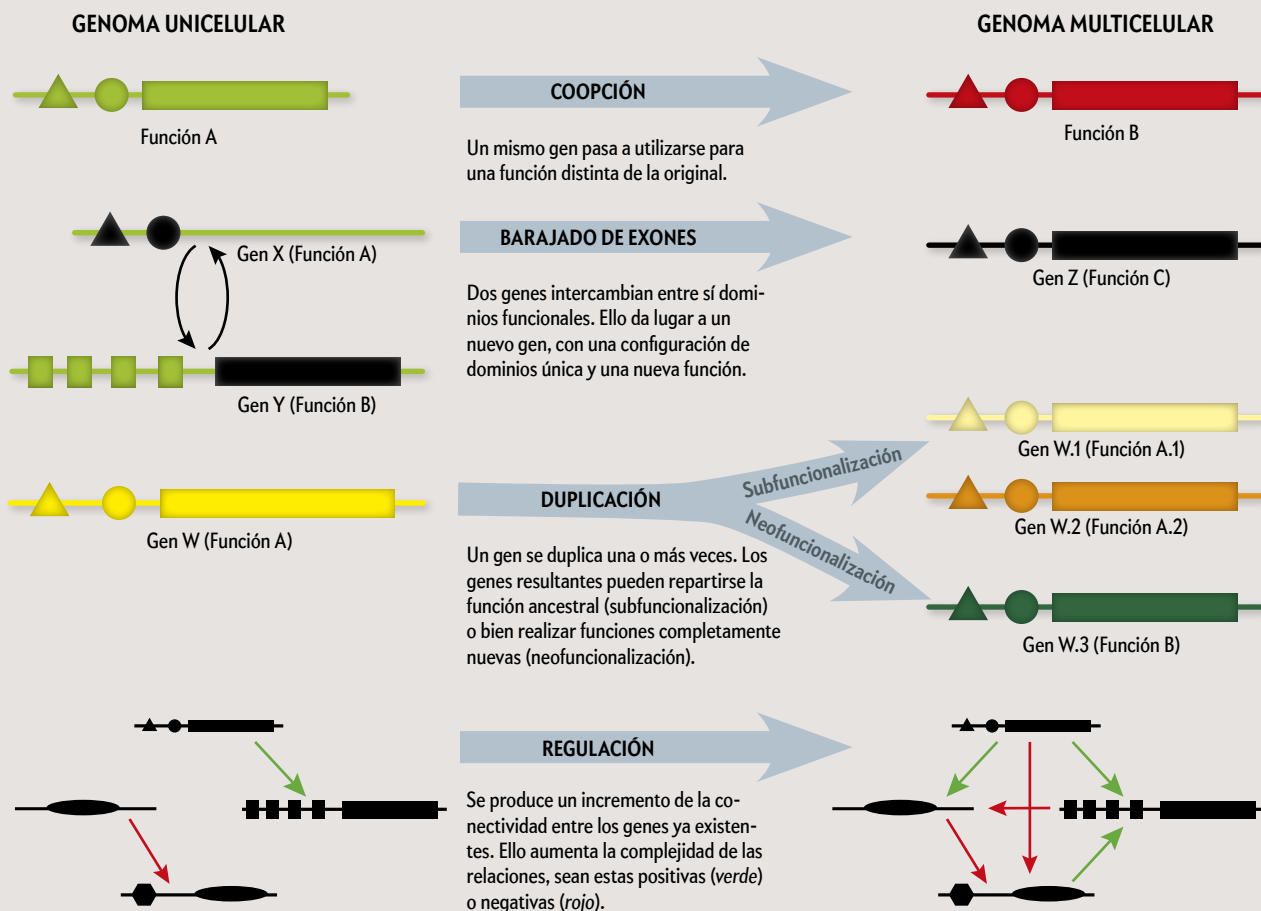 GENOMA UNICELULAR
GENOMA MULTICELULAR
Función A
COOPCIÓN
Un mismo gen pasa a utilizarse para
una función distinta de la original.
Función B
Gen X (Función A)
Gen Y (Función B)
BARAJADO DE EXONES
Dos genes intercambian entre sí domi-
nios funcionales. Ello da lugar a un
nuevo gen, con una configuración de
dominios única y una nueva función.
Gen Z (Función C)
Gen W (Función A)
DUPLICACIÓN
Subfuncionalización
Neofuncionalización
Un gen se duplica una o más veces. Los
genes resultantes pueden repartirse la
función ancestral (subfuncionalización)
o bien realizar funciones completamente
nuevas (neofuncionalización).
Gen W.1 (Función A.1)
Gen W.2 (Función A.2)
Gen W.3 (Función B)
REGULACIÓN
Se produce un incremento de la co-
nectividad entre los genes ya existen-
tes. Ello aumenta la complejidad de las
relaciones, sean estas positivas (verde)
o negativas (rojo).